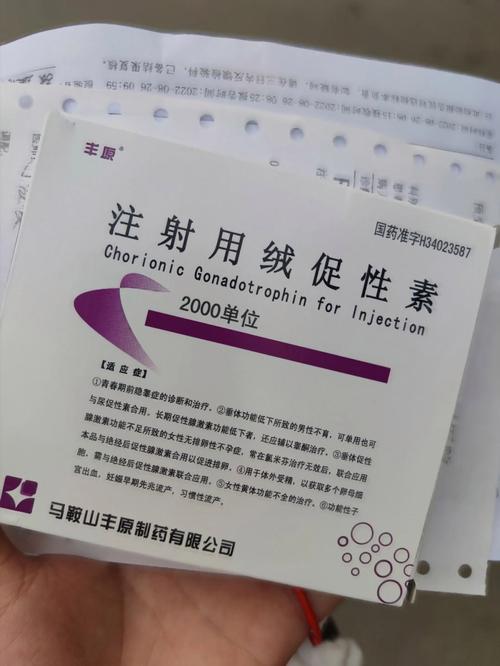 已备结果复核。
2022-08-26 09:59
丰原
国药准字H34023587
注射用绒促性素
Chorionic Gonadotrophin for Injection
2000单位
【适应症】
①青春期前隐睾症的诊断和治疗。②垂体功能低下所致的男性不育，可单用也可
与尿促性素合用。长期促性腺激素功能低下者，还应辅以睾酮治疗。③垂体促性
腺激素功能不足所致的女性无排卵性不孕症，常在氯米芬治疗无效后，联合应用
本品与绝经后促性腺激素合用以促进排卵。④用于体外受精，以获取多个卵母细
胞，需与绝经后促性腺激素联合应用。⑤女性黄体功能不全的治疗。⑥功能性子
宫出血，妊娠早期先兆流产，习惯性流产。
马鞍山丰原制药有限公司